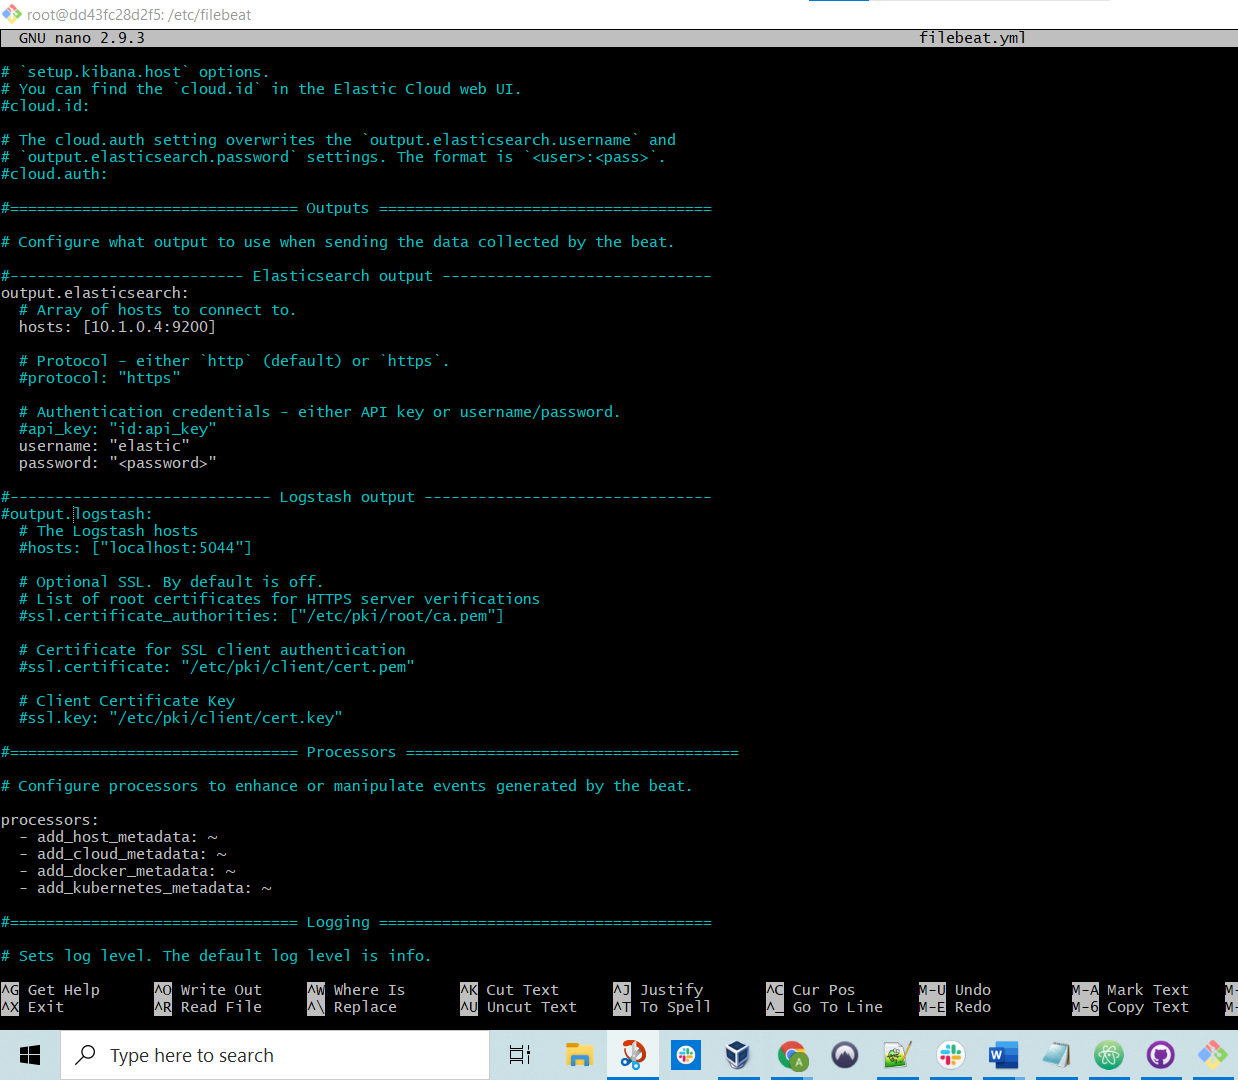 root@dd43fc28d2f5: /etc/filebeat
GNU nano 2.9.3 filebeat.yml
# `setup.kibana.host` options.
# You can find the `cloud.id` in the Elastic Cloud web UI.
#cloud.id:
# The cloud.auth setting overwrites the `output.elasticsearch.username` and
# `output.elasticsearch.password` settings. The format is `<user>:<pass>`.
#cloud.auth:
#================================ Outputs =====================================
# Configure what output to use when sending the data collected by the beat.
#-------------------------- Elasticsearch output ------------------------------
output.elasticsearch:
# Array of hosts to connect to.
hosts: [10.1.0.4:9200]
# Protocol - either `http` (default) or `https`.
#protocol: "https"
# Authentication credentials - either API key or username/password.
#api_key: "id:api_key"
username: "elastic"
password: "<password>"
#----------------------------- Logstash output --------------------------------
#output.logstash:
# The Logstash hosts
#hosts: ["localhost:5044"]
# Optional SSL. By default is off.
# List of root certificates for HTTPS server verifications
#ssl.certificate_authorities: ["/etc/pki/root/ca.pem"]
# Certificate for SSL client authentication
#ssl.certificate: "/etc/pki/client/cert.pem"
# Client Certificate Key
#ssl.key: "/etc/pki/client/cert.key"
#================================ Processors =====================================
# Configure processors to enhance or manipulate events generated by the beat.
processors:
- add_host_metadata: ~
- add_cloud_metadata: ~
- add_docker_metadata: ~
- add_kubernetes_metadata: ~
#================================ Logging =====================================
# Sets log level. The default log level is info.
^G Get Help ^O Write Out ^W Where Is ^K Cut Text ^J Justify ^C Cur Pos M-U Undo M-A Mark Text M-
^X Exit ^R Read File ^\ Replace ^U Uncut Text ^T To Spell ^_ Go To Line M-E Redo M-6 Copy Text M-
Type here to search